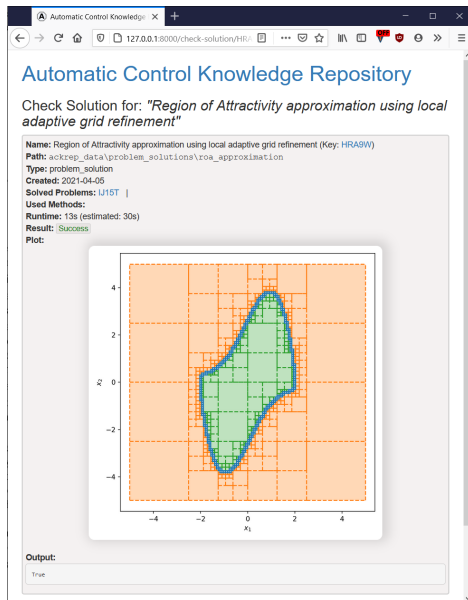 Automatic Control Knowledge
127.0.0.1:8000/check-solution/HRA
OFF
Automatic Control Knowledge Repository
Check Solution for: "Region of Attractivity approximation using local
adaptive grid refinement"
Name: Region of Attractivity approximation using local adaptive grid refinement (Key: HRA9W)
Path: ackrep_data\problem_solutions\roa_approximation
Type: problem_solution
Created: 2021-04-05
Solved Problems: IJ15T |
Used Methods:
Runtime: 13s (estimated: 30s)
Result: Success
Plot:
4
2
0
−2
−4
x2
−4 −2 0 2 4
x1
Output:
True